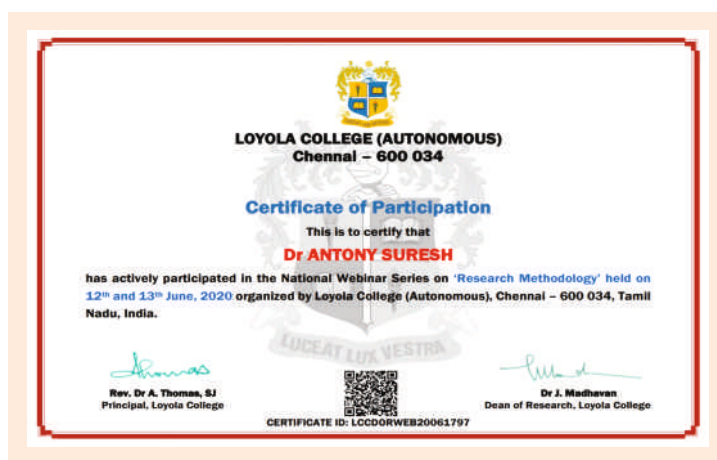 LOYOLA COLLEGE (AUTONOMOUS)
Chennai – 600 034
Certificate of Participation
This is to certify that
Dr ANTONY SURESH
has actively participated in the National Webinar Series on ‘Research Methodology’ held on
12th and 13th June, 2020 organized by Loyola College (Autonomous), Chennai – 600 034, Tamil
Nadu, India.
LUCEAT LUX VESTRA
Thomas
Rev. Dr A. Thomas, SJ
Principal, Loyola College
Dr J. Madhavan
Dean of Research, Loyola College
CERTIFICATE ID: LCCDORWEB20061797